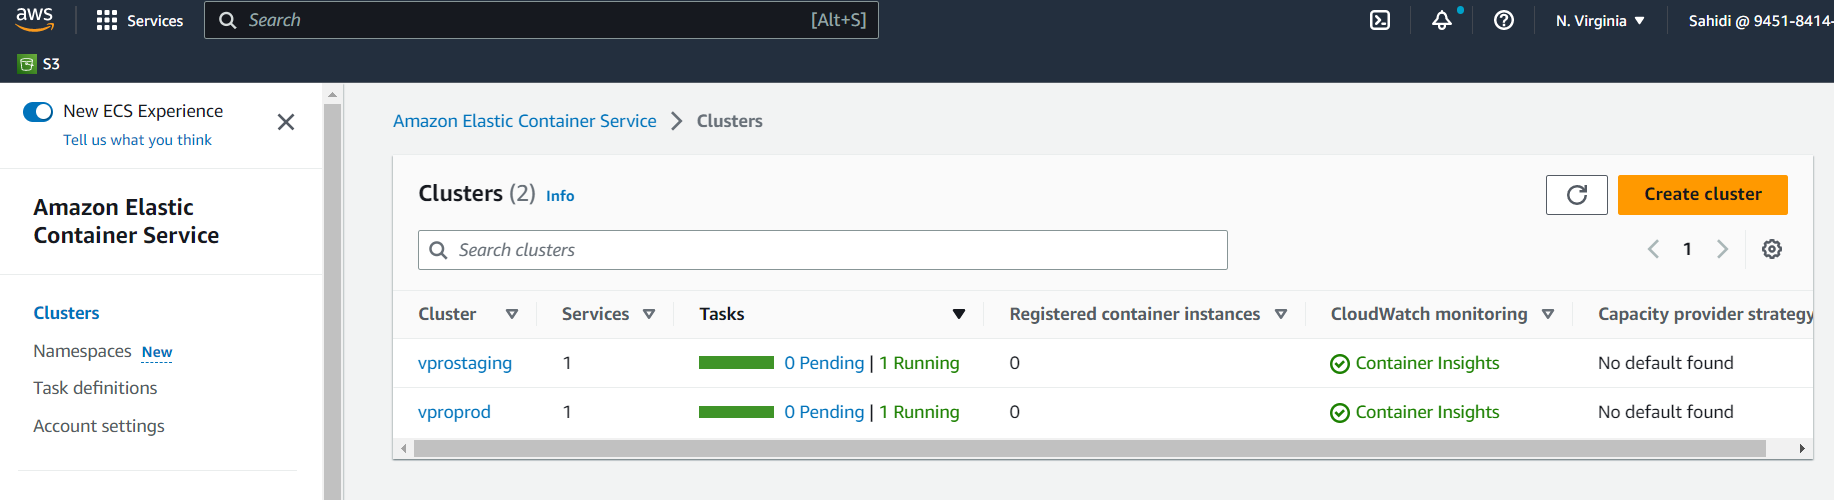 aws Services Search [Alt+S] N. Virginia ▼ Sahidi @ 9451-8414-
S3
New ECS Experience
Tell us what you think
Amazon Elastic
Container Service
Clusters
Namespaces New
Task definitions
Account settings
Amazon Elastic Container Service > Clusters
Clusters (2) Info Create cluster
Search clusters 1
Cluster Services Tasks Registered container instances CloudWatch monitoring Capacity provider strategy
vprostaging 1 0 Pending | 1 Running 0 Container Insights No default found
vproprod 1 0 Pending | 1 Running 0 Container Insights No default found